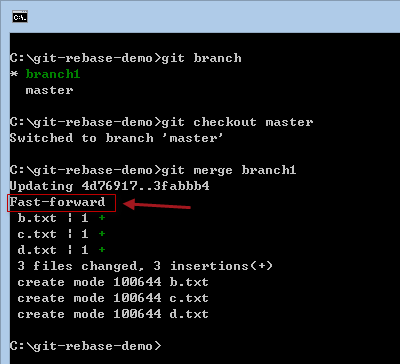 C:\.
C:\git-rebase-demo>git branch
* branch1
master
C:\git-rebase-demo>git checkout master
Switched to branch 'master'
C:\git-rebase-demo>git merge branch1
Updating 4d76917..3fabbb4
Fast-forward
b.txt | 1 +
c.txt | 1 +
d.txt | 1 +
3 files changed, 3 insertions(+)
create mode 100644 b.txt
create mode 100644 c.txt
create mode 100644 d.txt
C:\git-rebase-demo>